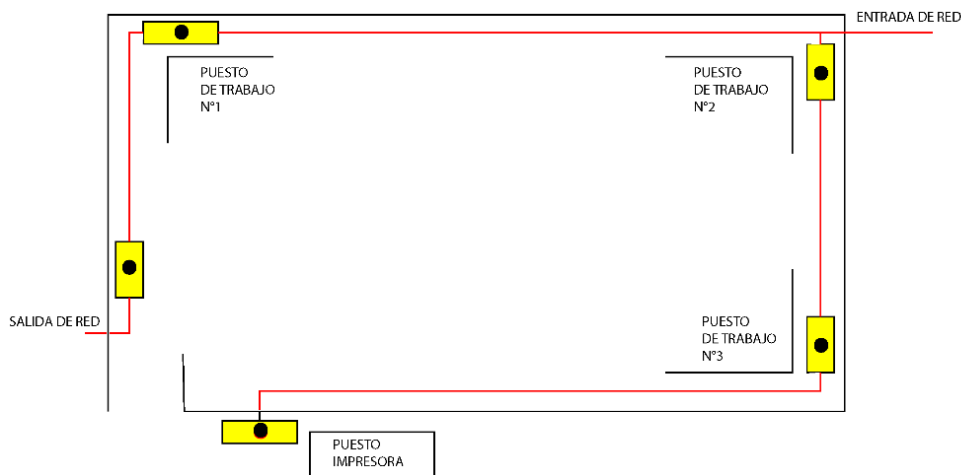 ENTRADA DE RED
PUESTO
DE TRABAJO
N°1
PUESTO
DE TRABAJO
N°2
SALIDA DE RED
PUESTO
DE TRABAJO
N°3
PUESTO
IMPRESORA